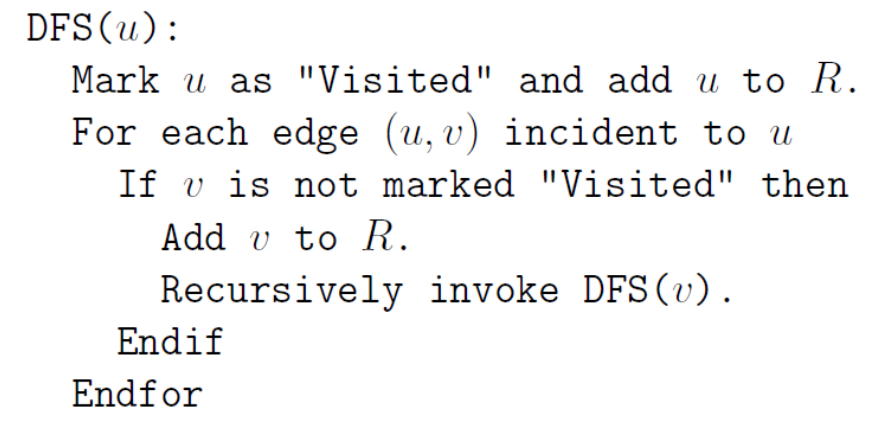 DFS(u):
Mark u as "Visited" and add u to R.
For each edge (u, v) incident to u
If v is not marked "Visited" then
Add v to R.
Recursively invoke DFS(v).
Endif
Endfor